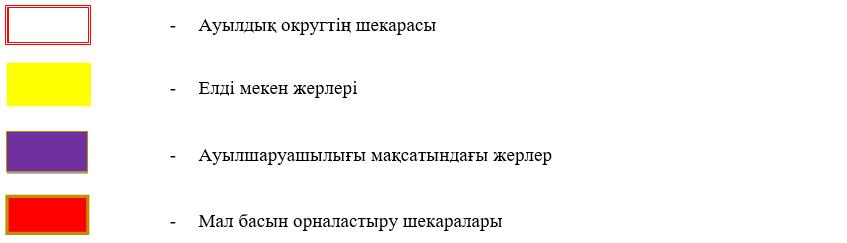 - Ауылдық округтің шекарасы
- Елді мекен жерлері
- Ауылшаруашылығы мақсатындағы жерлер
- Мал басын орналастыру шекаралары